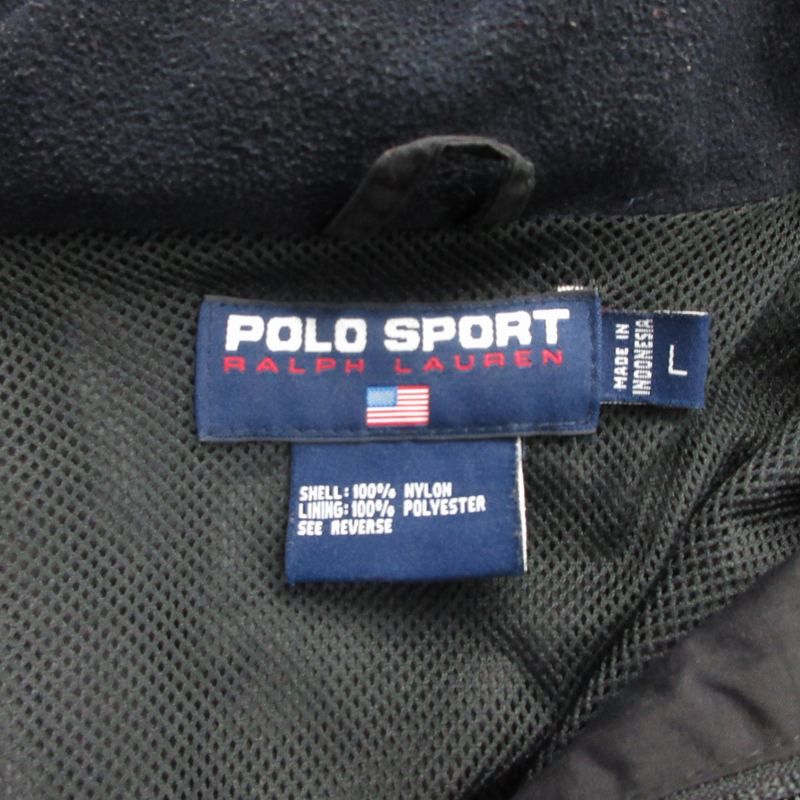 POLO SPORT
RALPH LAUREN
MADE IN
INDONESIA
L
SHELL: 100% NYLON
LINING: 100% POLYESTER
SEE REVERSE